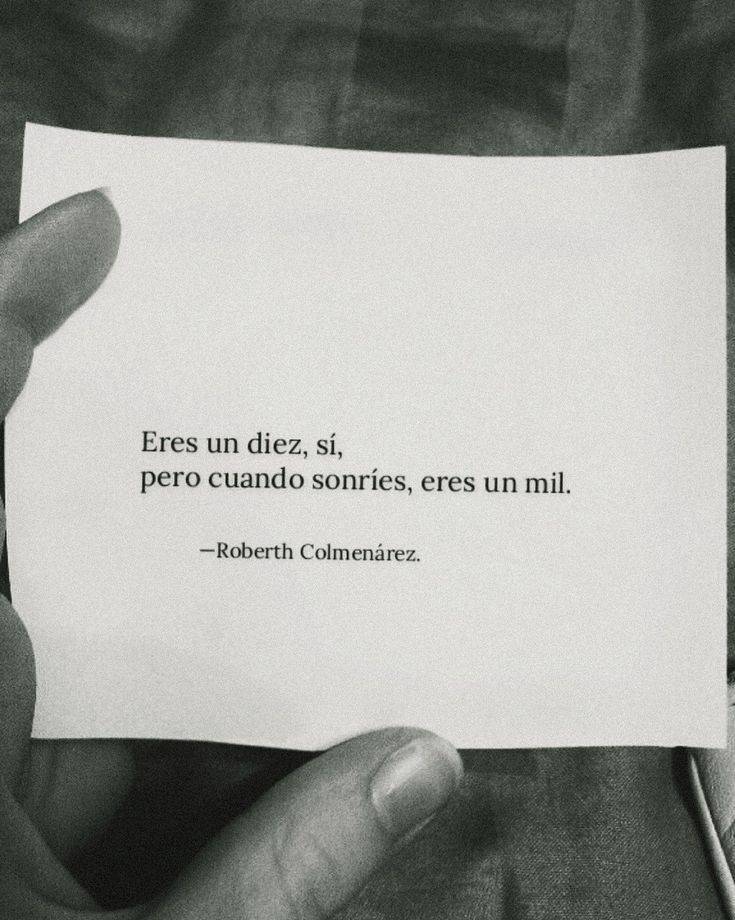 Eres un diez, sí,
pero cuando sonríes, eres un mil.
—Roberth Colmenárez.